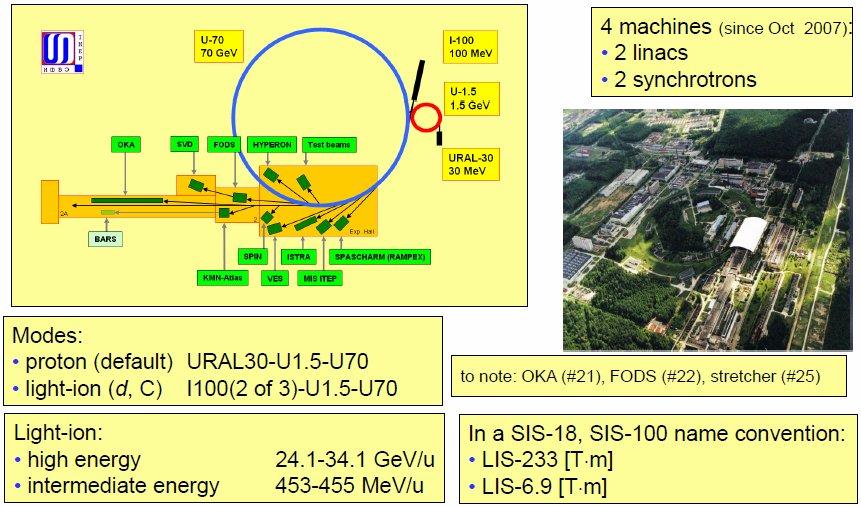 IHEP
ИФВЭ
U-70
70 GeV
I-100
100 MeV
U-1.5
1.5 GeV
URAL-30
30 MeV
OKA
SVD
FODS
HYPERON
Test beams
2A
2
Exp. Hall
BARS
SPIN
ISTRA
SPASCHARM (RAMPEX)
KMN-Atlas
VES
MIS ITEP
4 machines (since Oct 2007):
• 2 linacs
• 2 synchrotrons
Modes:
• proton (default) URAL30-U1.5-U70
• light-ion (d, C) I100(2 of 3)-U1.5-U70
to note: OKA (#21), FODS (#22), stretcher (#25)
Light-ion:
• high energy 24.1-34.1 GeV/u
• intermediate energy 453-455 MeV/u
In a SIS-18, SIS-100 name convention:
• LIS-233 [T·m]
• LIS-6.9 [T·m]